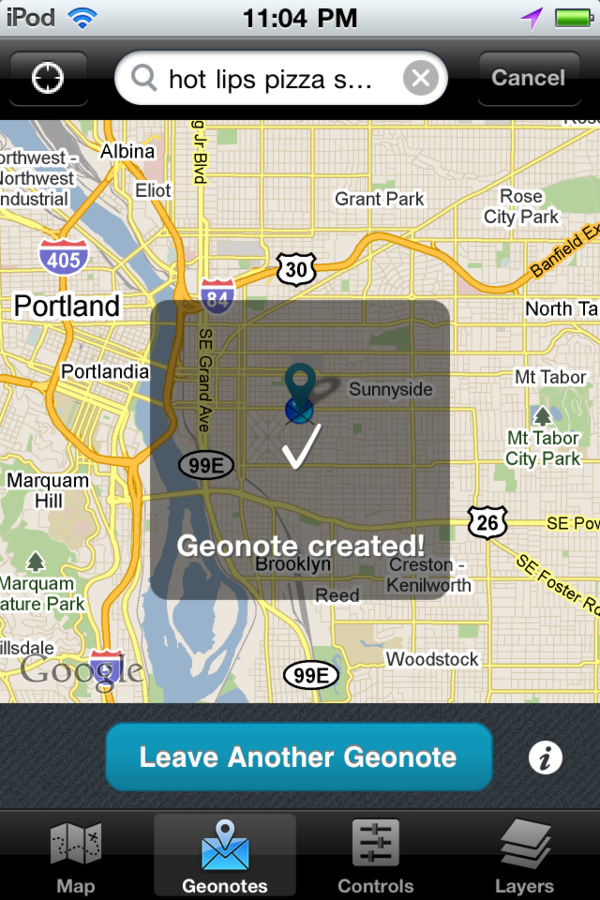 iPod
11:04 PM
hot lips pizza s...
Cancel
g Jr Blvd
Albina
orthwest -
Northwest
ndustrial
Eliot
Grant Park
Rose
City Park
Banfield Ex
405
30
84
Portland
North Ta
SE Grand Ave
Portlandia
Sunnyside
Mt Tabor
Mt Tabor
City Park
99E
Marquam
Hill
26
SE Pow
Geonote created!
Brooklyn
Creston -
Kenilworth
SE Foster Rd
Marquam
ature Park
Reed
illsdale
Google
Woodstock
99E
Leave Another Geonote
i
Map
Geonotes
Controls
Layers